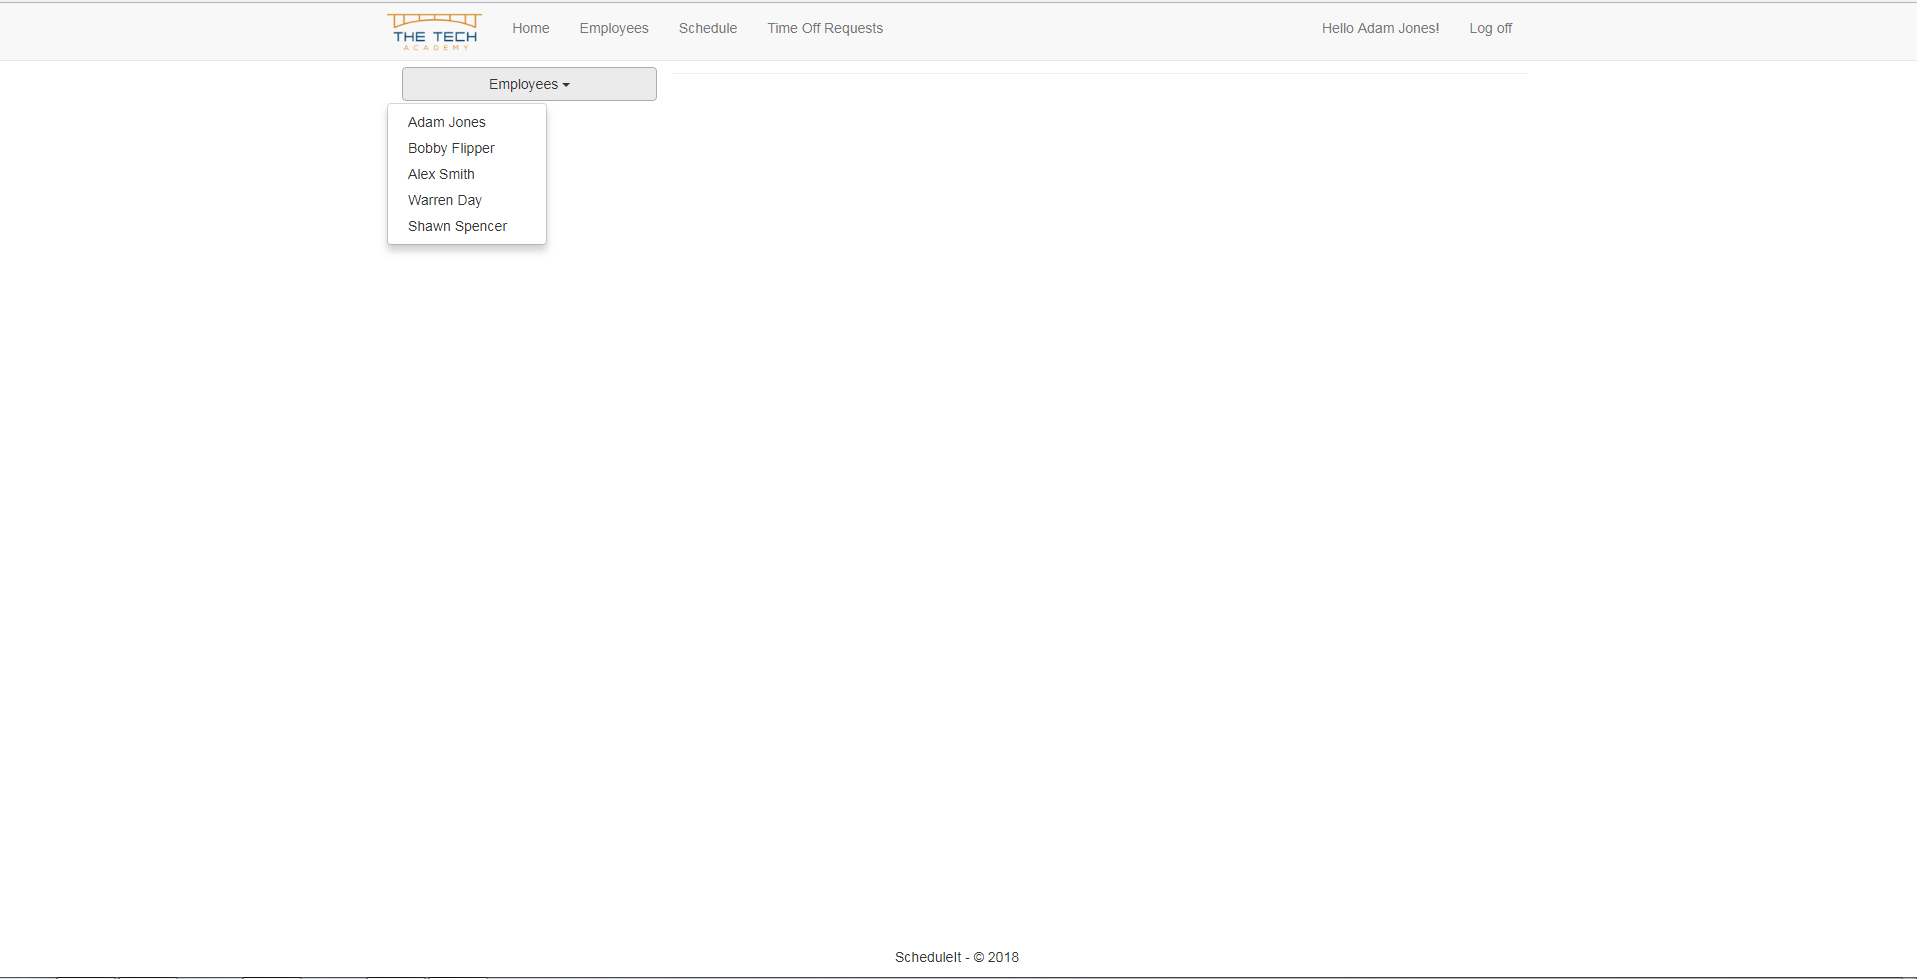 THE TECH
ACADEMY
Home Employees Schedule Time Off Requests Hello Adam Jones! Log off
Employees
Adam Jones
Bobby Flipper
Alex Smith
Warren Day
Shawn Spencer
ScheduleIt - © 2018